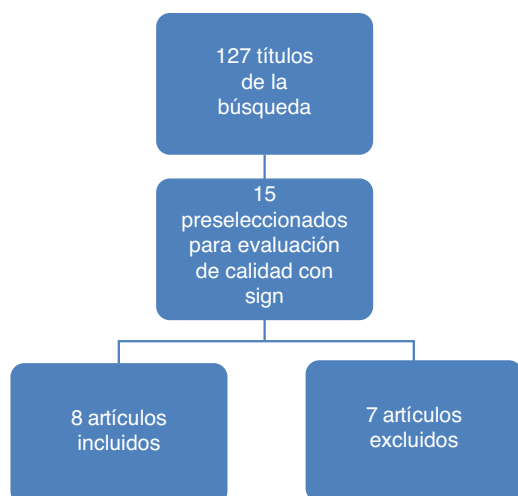 127 títulos
de la
búsqueda
15
preseleccionados
para evaluación
de calidad con
sign
8 artículos
incluidos
7 artículos
excluidos